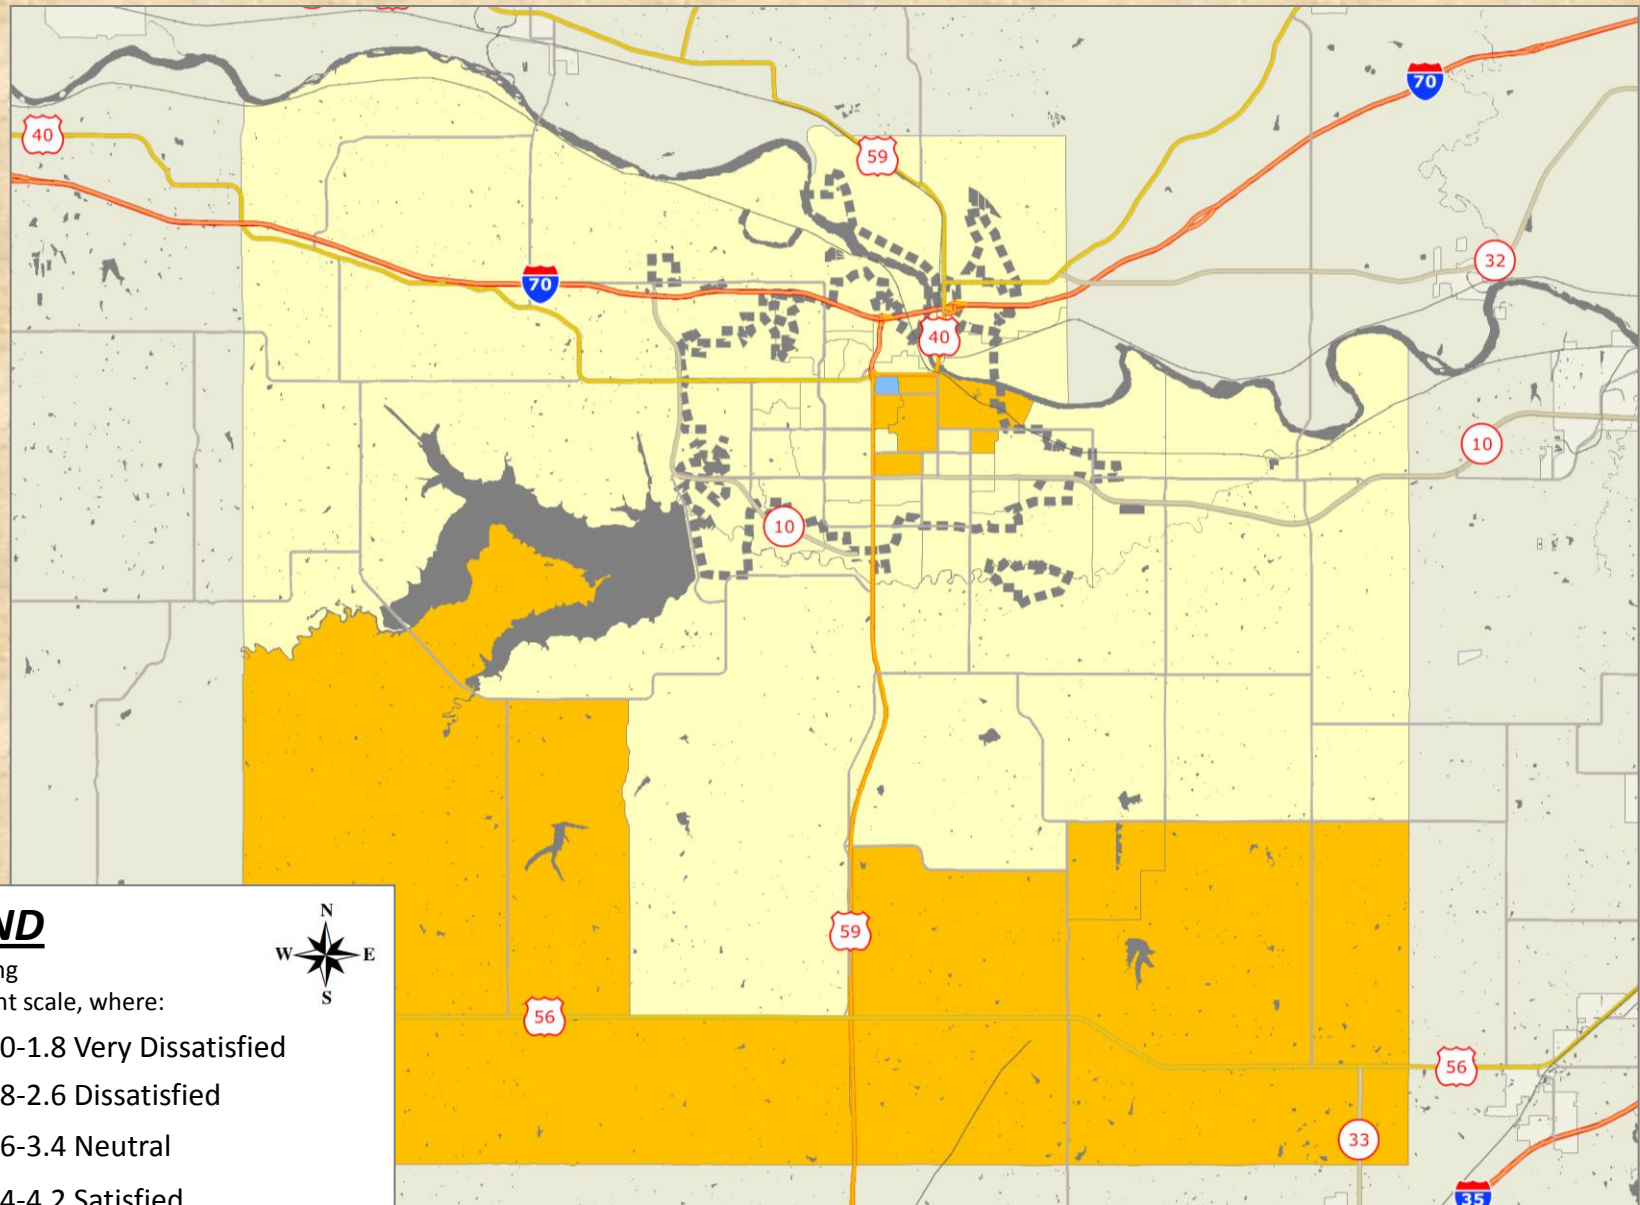 40
59
70
32
70
40
10
10
59
56
56
33
35
ND
N
W E
S
ng
nt scale, where:
0-1.8 Very Dissatisfied
8-2.6 Dissatisfied
6-3.4 Neutral
4-4.2 Satisfied